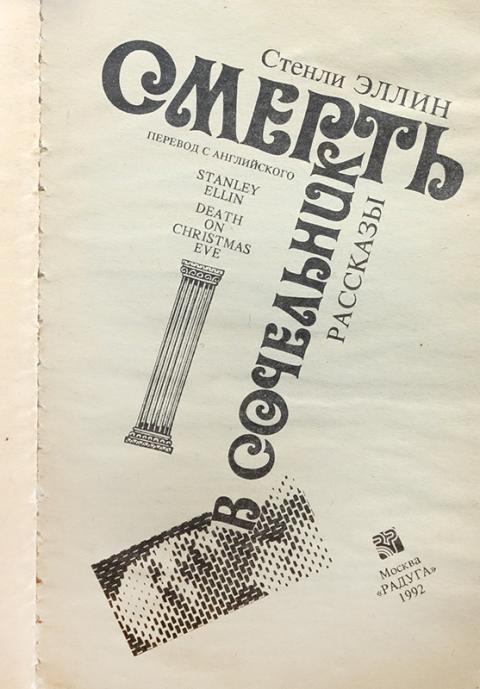 Стенли ЭЛЛИН
СМЕРТЬ
В СОЧЕЛЬНИК
РАССКАЗЫ
ПЕРЕВОД С АНГЛИЙСКОГО
STANLEY
ELLIN
DEATH
ON
CHRISTMAS
EVE
Москва
«РАДУГА»
1992